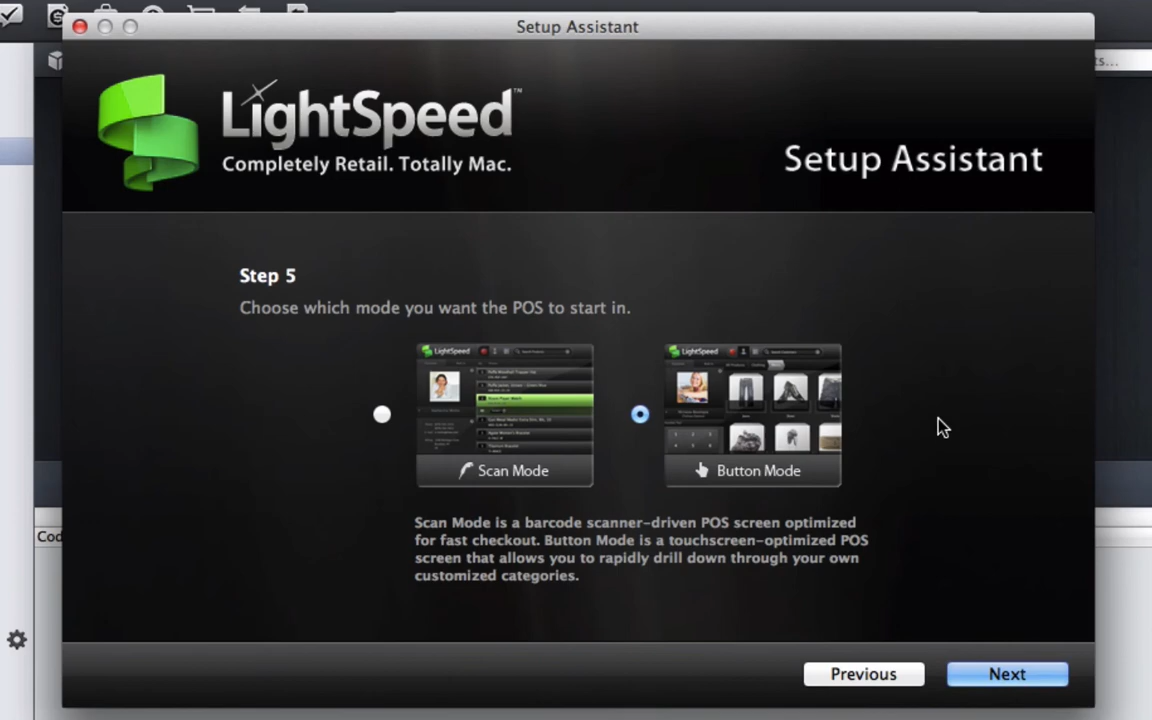 Setup Assistant
ts...
LightSpeed™
Completely Retail. Totally Mac.
Setup Assistant
Step 5
Choose which mode you want the POS to start in.
LightSpeed
LightSpeed
Scan Mode
Button Mode
Scan Mode is a barcode scanner-driven POS screen optimized
for fast checkout. Button Mode is a touchscreen-optimized POS
screen that allows you to rapidly drill down through your own
customized categories.
Cod
Previous
Next